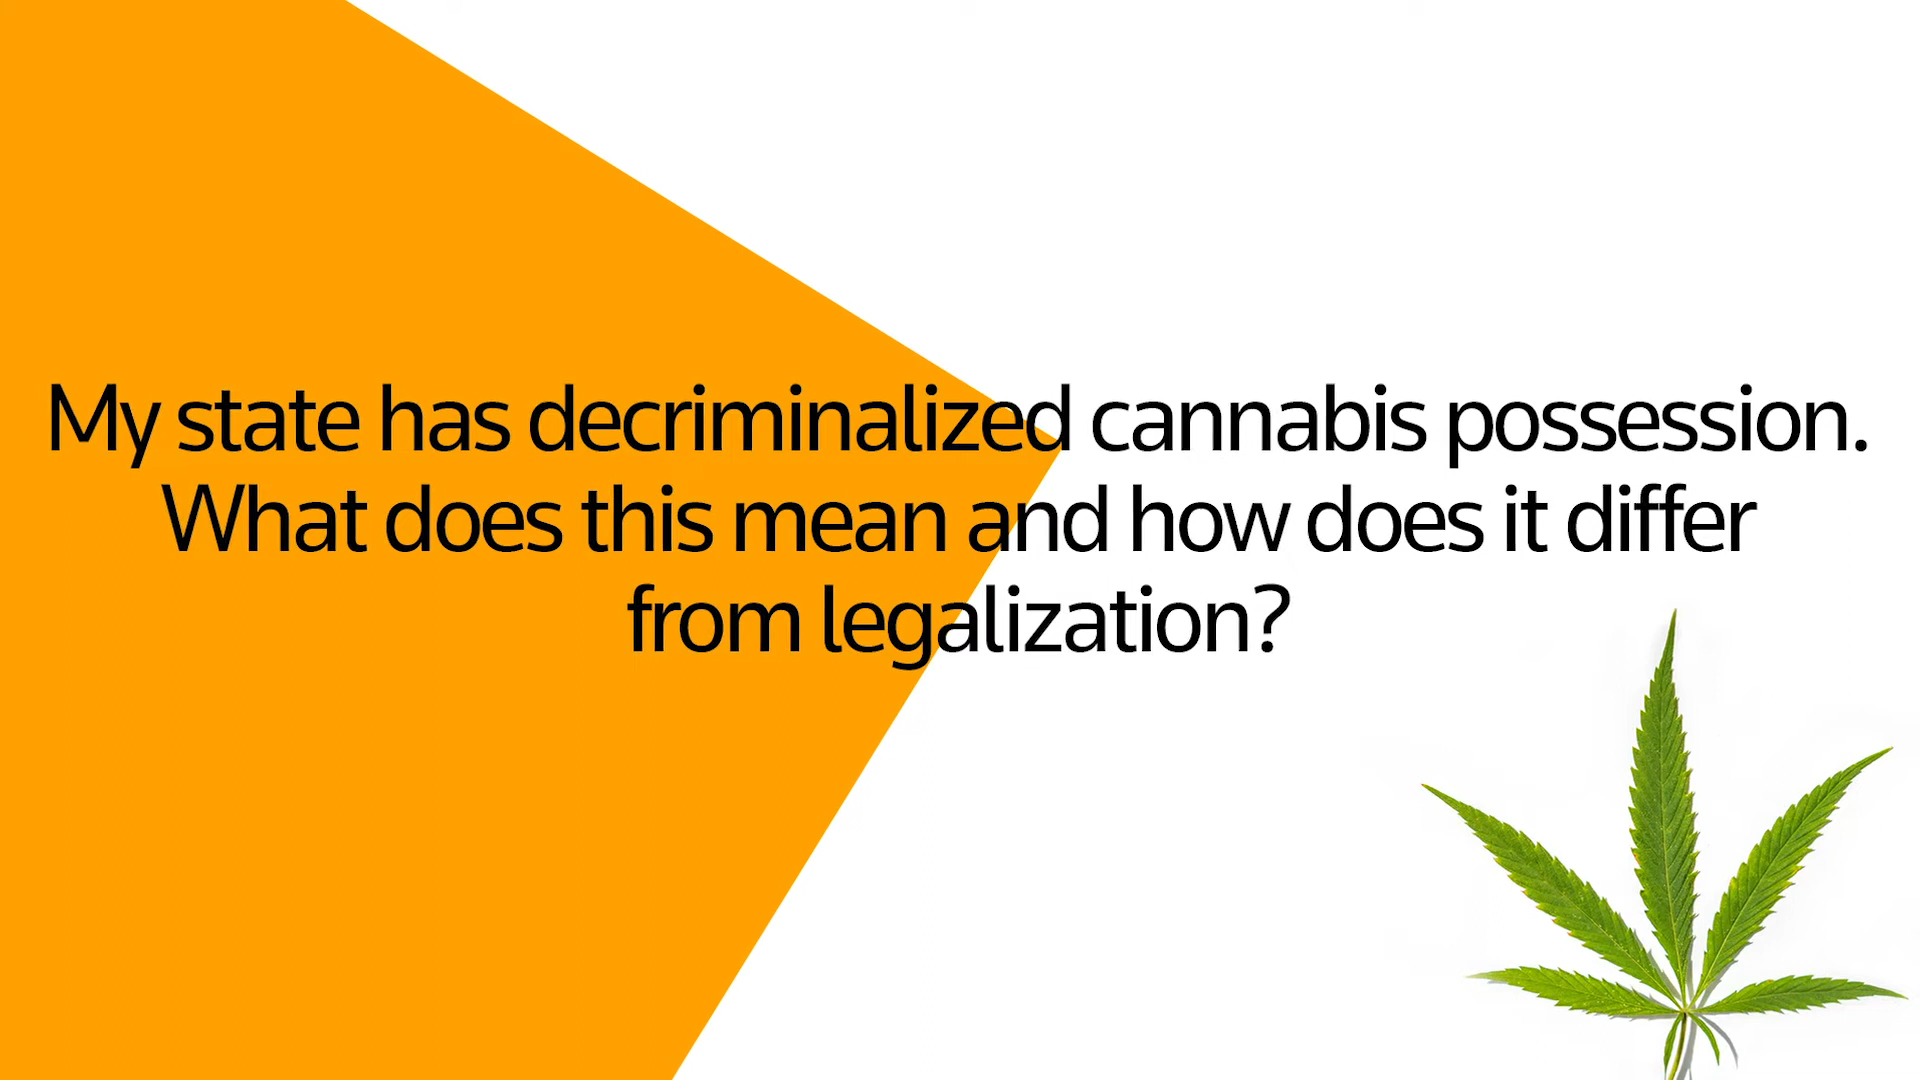 My state has decriminalized cannabis possession.
What does this mean and how does it differ
from legalization?